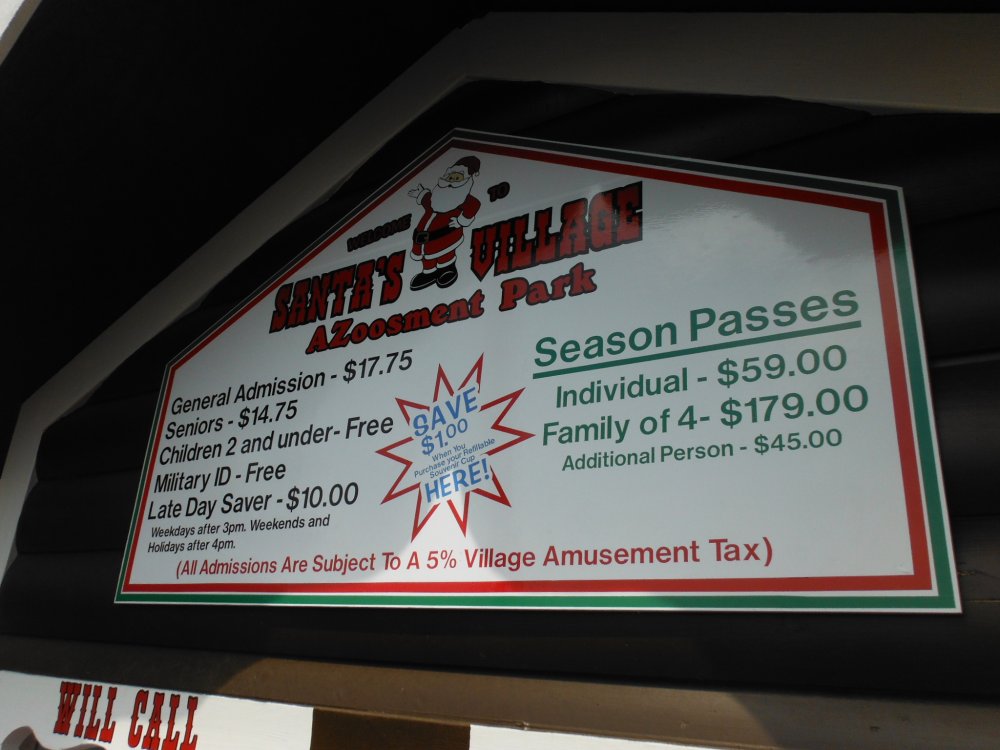 WELCOME TO
SANTA'S VILLAGE
AZoosment Park
General Admission - $17.75
Seniors - $14.75
Children 2 and under- Free
Military ID - Free
Late Day Saver - $10.00
Weekdays after 3pm. Weekends and
Holidays after 4pm.
SAVE
$1.00
When You
Purchase your Refillable
Souvenir Cup
HERE!
Season Passes
Individual - $59.00
Family of 4- $179.00
Additional Person - $45.00
(All Admissions Are Subject To A 5% Village Amusement Tax)
WILL CALL